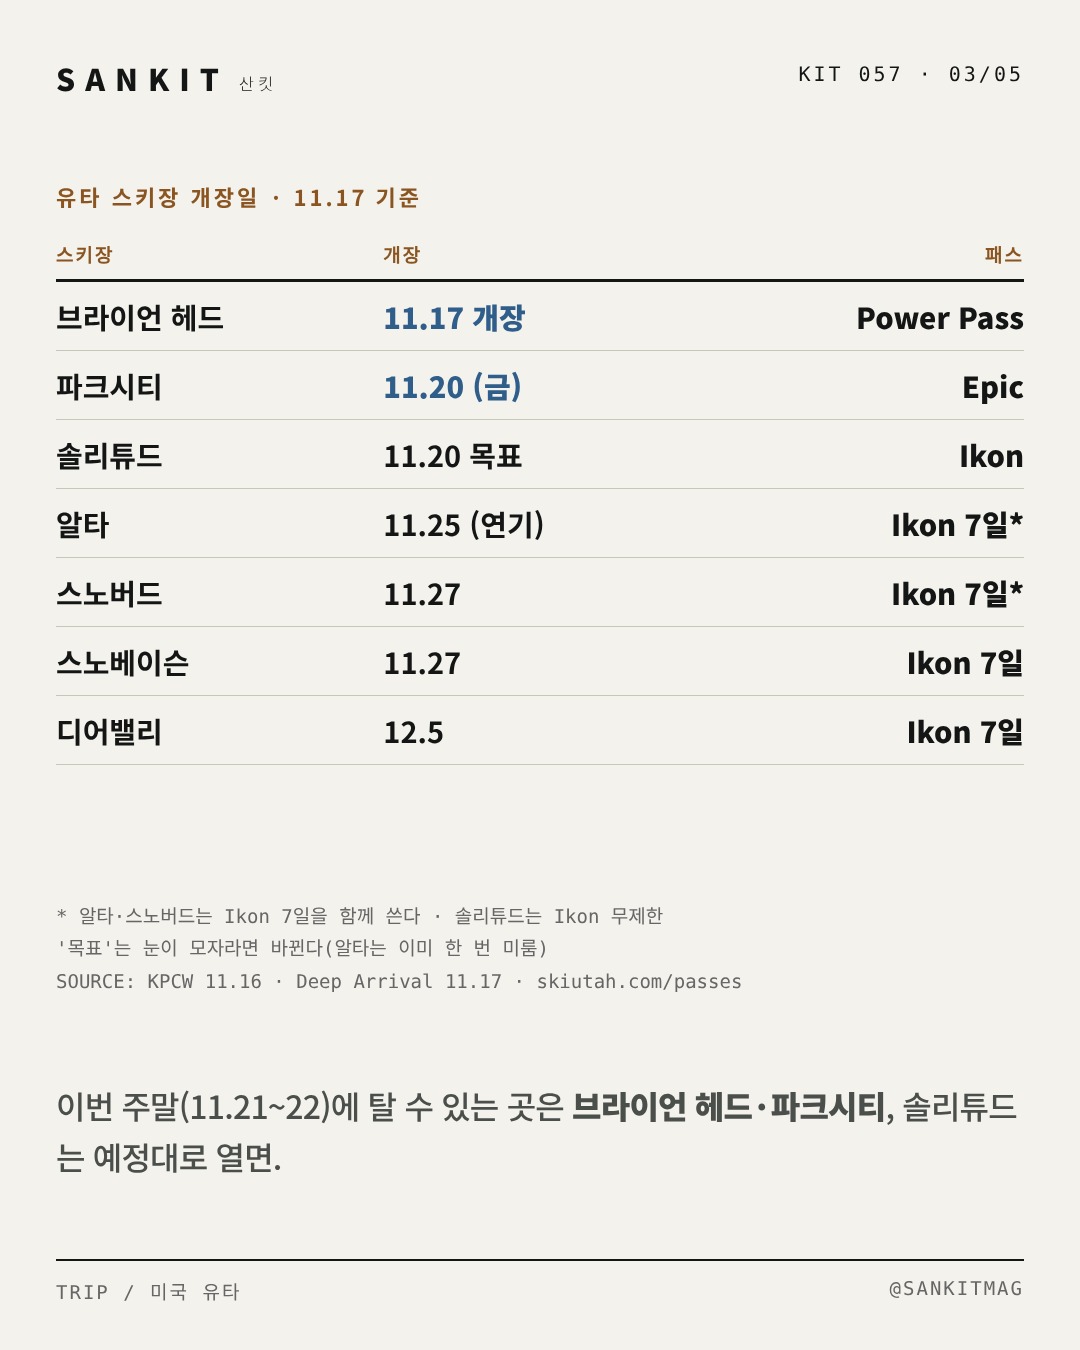 SANKIT 산킷
KIT 057 · 03/05
유타 스키장 개장일 · 11.17 기준
스키장 개장 패스
브라이언 헤드 11.17 개장 Power Pass
파크시티 11.20 (금) Epic
솔리튜드 11.20 목표 Ikon
알타 11.25 (연기) Ikon 7일*
스노버드 11.27 Ikon 7일*
스노베이슨 11.27 Ikon 7일
디어밸리 12.5 Ikon 7일
* 알타·스노버드는 Ikon 7일을 함께 쓴다 · 솔리튜드는 Ikon 무제한
'목표'는 눈이 모자라면 바뀐다(알타는 이미 한 번 미룸)
SOURCE: KPCW 11.16 · Deep Arrival 11.17 · skiutah.com/passes
이번 주말(11.21~22)에 탈 수 있는 곳은 브라이언 헤드·파크시티, 솔리튜드
는 예정대로 열면.
TRIP / 미국 유타
@SANKITMAG